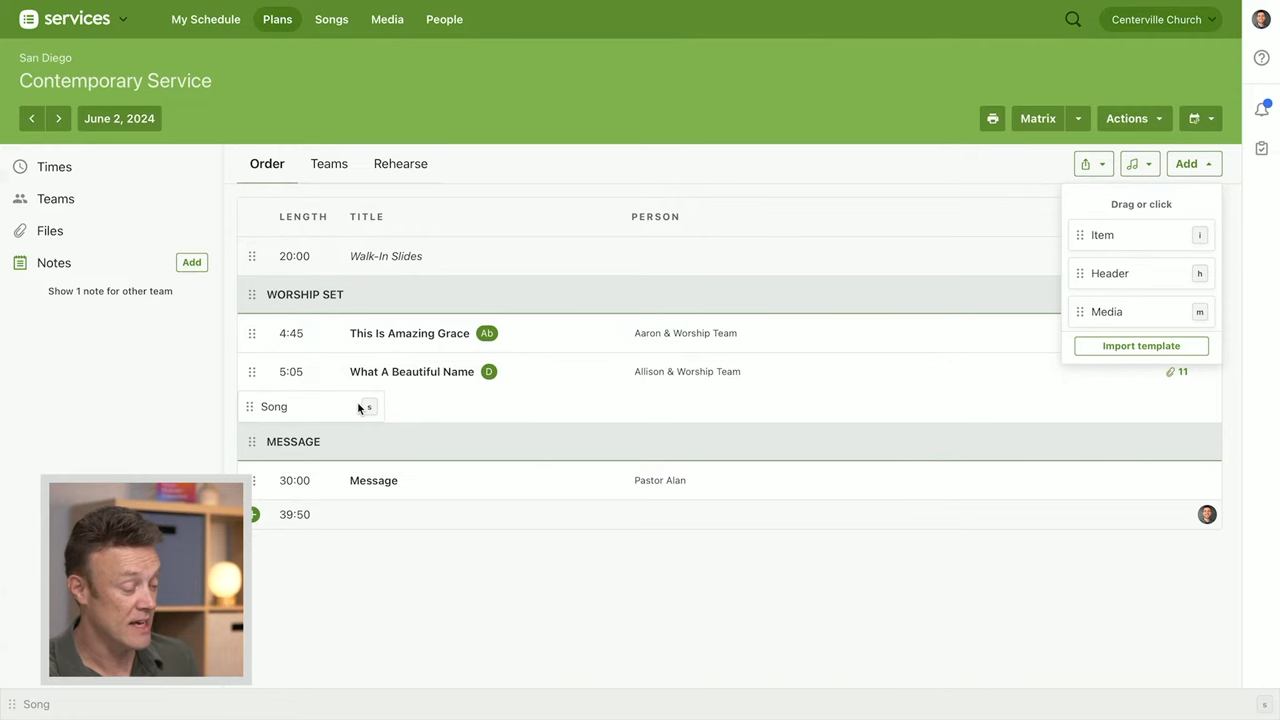 services
My Schedule
Plans
Songs
Media
People
Centerville Church
San Diego
Contemporary Service
June 2, 2024
Matrix
Actions
Times
Teams
Files
Notes
Add
Show 1 note for other team
Order
Teams
Rehearse
Add
Drag or click
Item i
Header h
Media m
Import template
LENGTH TITLE PERSON
20:00 Walk-In Slides
WORSHIP SET
4:45 This Is Amazing Grace Ab Aaron & Worship Team
5:05 What A Beautiful Name D Allison & Worship Team 11
Song s
MESSAGE
30:00 Message Pastor Alan
39:50
Song s